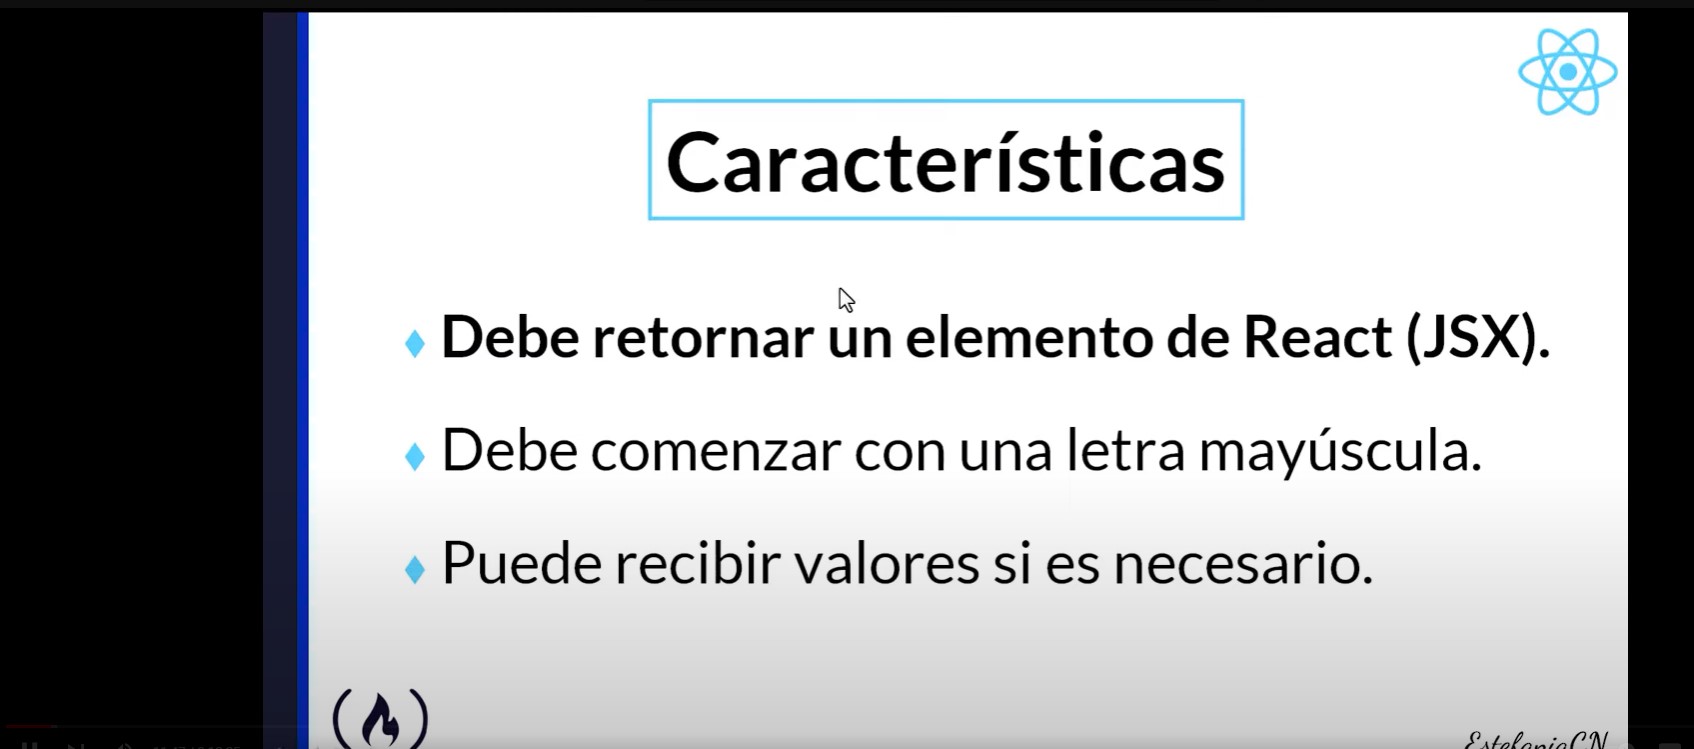 Características
Debe retornar un elemento de React (JSX).
Debe comenzar con una letra mayúscula.
Puede recibir valores si es necesario.
EstefaniaCN